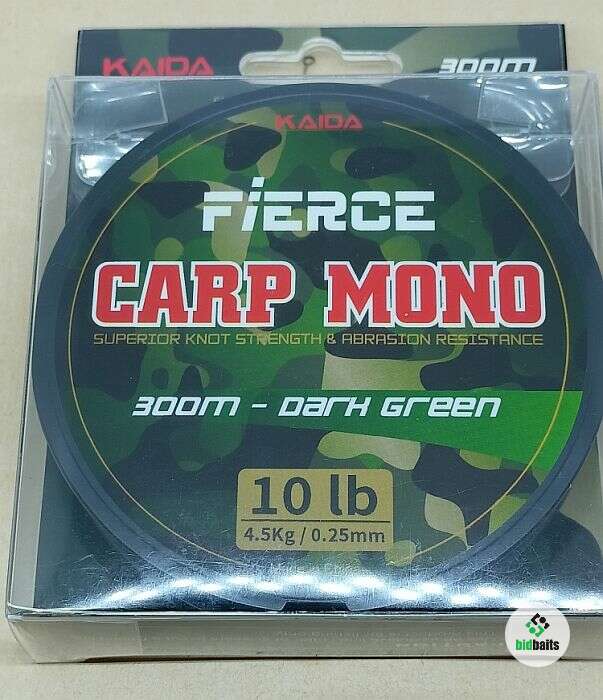 KAIDA 300m
KAIDA
FiERCE
CARP MONO
SUPERIOR KNOT STRENGTH & ABRASION RESISTANCE
300m - Dark Green
10 lb
4.5Kg / 0.25mm
bidbaits